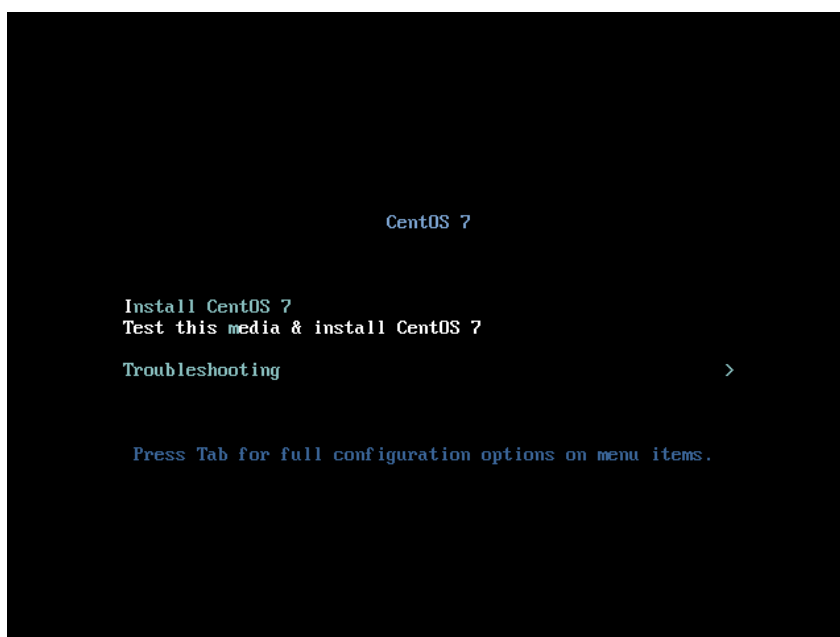 CentOS 7
Install CentOS 7
Test this media & install CentOS 7
Troubleshooting >
Press Tab for full configuration options on menu items.